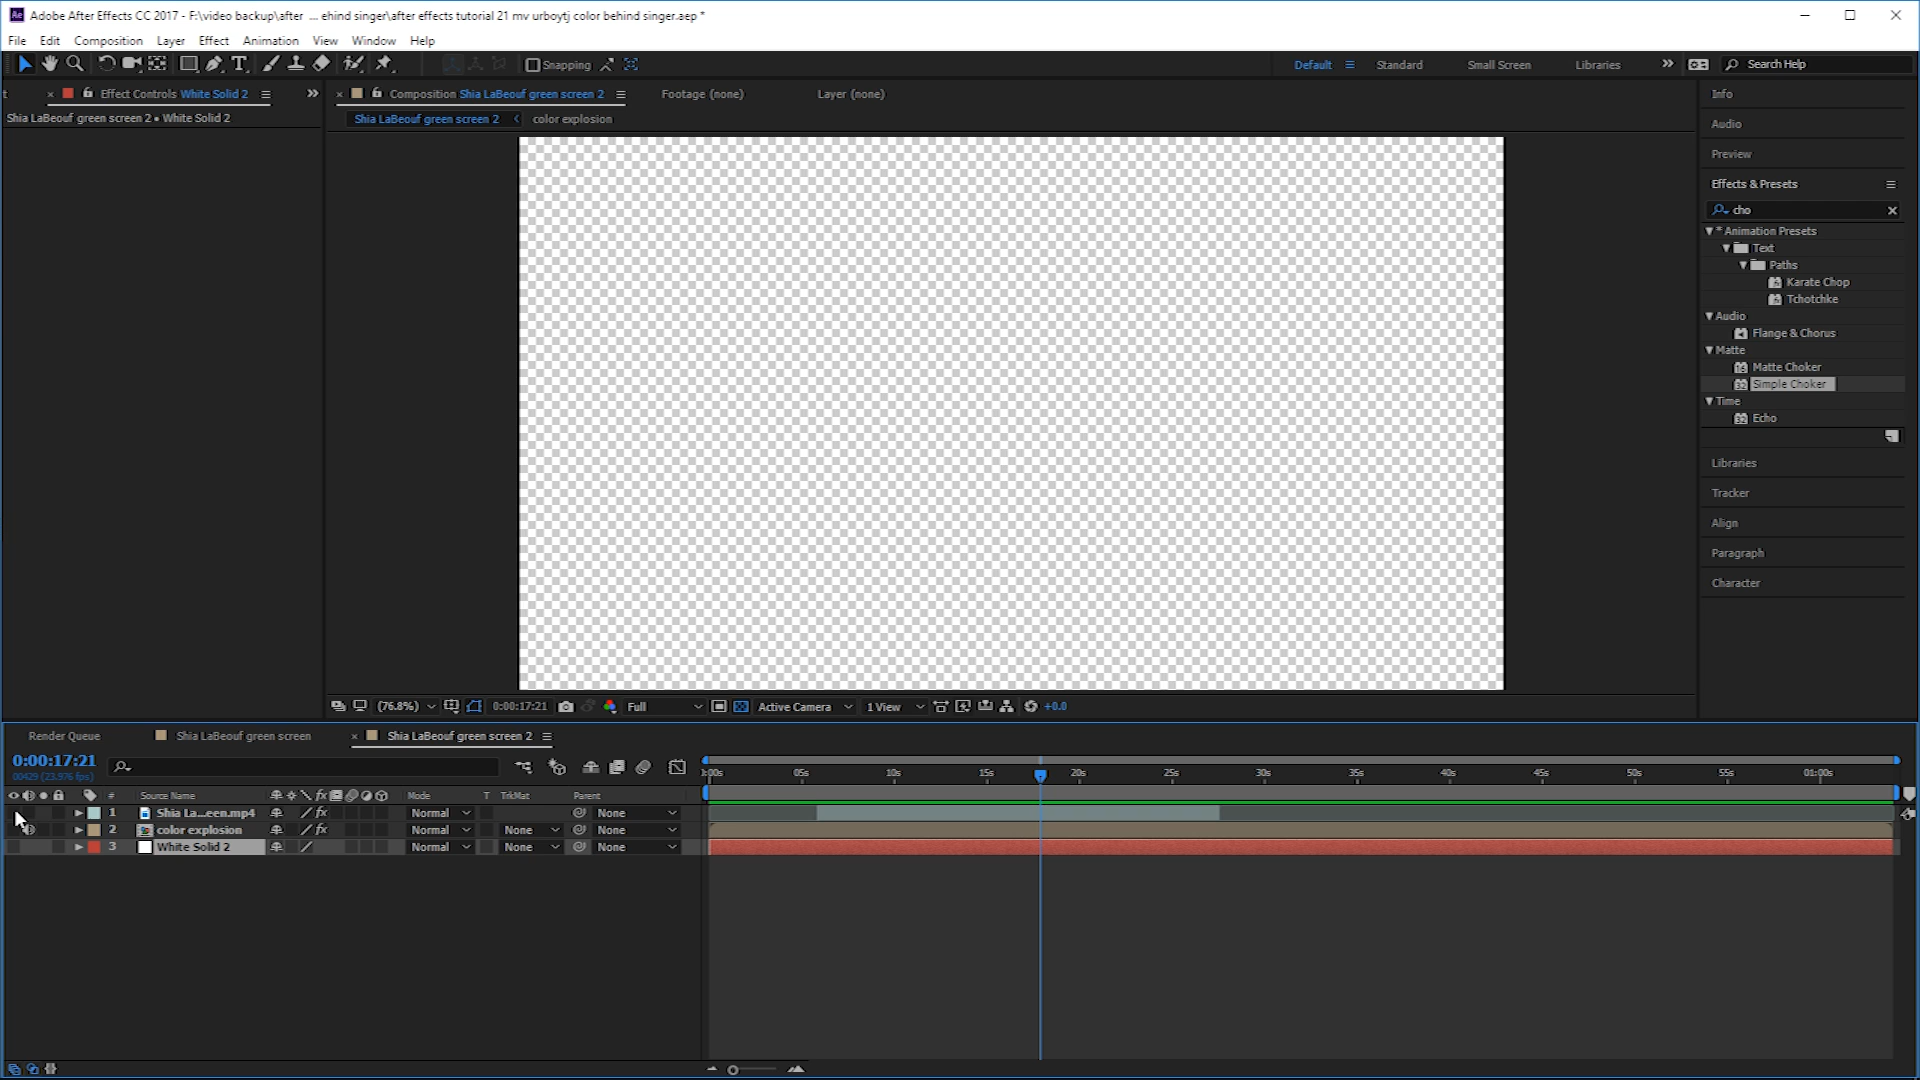 Adobe After Effects CC 2017 - F:\video backup\after ... ehind singer\after effects tutorial 21 mv urboytj color behind singer.aep *
File Edit Composition Layer Effect Animation View Window Help
Snapping Default Standard Small Screen Libraries Search Help
Effect Controls White Solid 2
Composition Shia LaBeouf green screen 2 Footage (none) Layer (none)
Shia LaBeouf green screen 2 • White Solid 2
Shia LaBeouf green screen 2 color explosion
Info
Audio
Preview
Effects & Presets
cho
* Animation Presets
Text
Paths
Karate Chop
Tchotchke
Audio
Flange & Chorus
Matte
Matte Choker
Simple Choker
Time
Echo
Libraries
Tracker
Align
Paragraph
Character
(76.8%) 0:00:17:21 Full Active Camera 1 View +0.0
Render Queue Shia LaBeouf green screen Shia LaBeouf green screen 2
0:00:17:21
00429 (23.976 fps)
:00s 05s 10s 15s 20s 25s 30s 35s 40s 45s 50s 55s 01:00s
# Source Name Mode T TrkMat Parent
1 Shia La...een.mp4 Normal None
2 color explosion Normal None None
3 White Solid 2 Normal None None